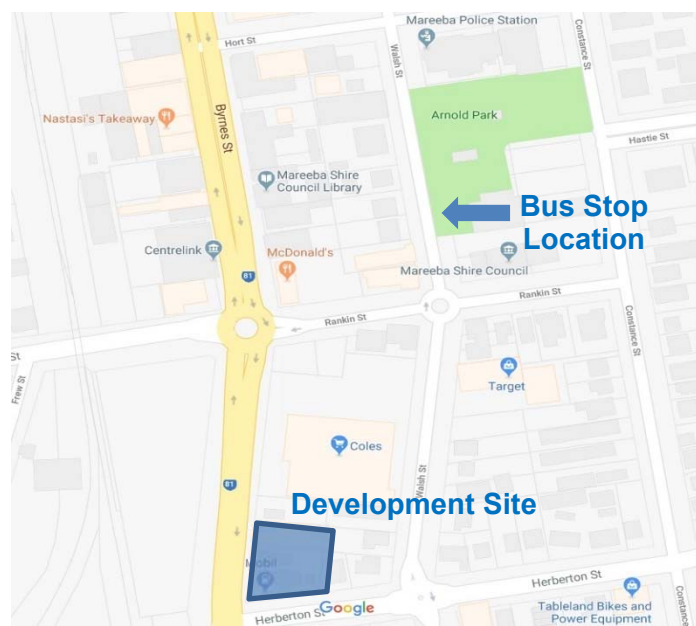 Mareeba Police Station
Hort St
Walsh St
Constance St
Nastasi's Takeaway
Byrnes St
Arnold Park
Hastie St
Mareeba Shire
Council Library
Bus Stop
Location
Centrelink
McDonald's
Mareeba Shire Council
81
Rankin St
Rankin St
Constance St
St
Frew St
Target
Coles
Walsh St
81
Development Site
Mobil
Herberton St
Herberton St
Google
Tableland Bikes and
Power Equipment